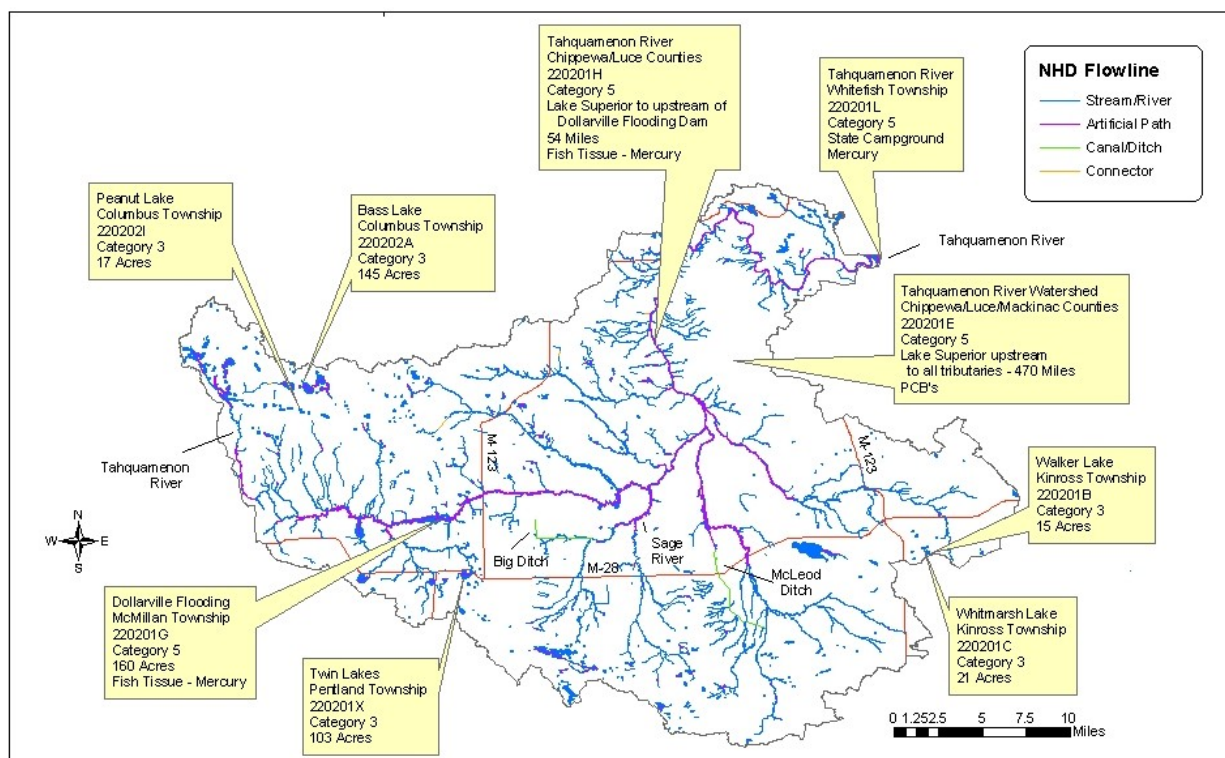 Tahquamenon River
Chippewa/Luce Counties
220201H
Category 5
Lake Superior to upstream of
Dollarville Flooding Dam
54 Miles
Fish Tissue - Mercury
Tahquamenon River
Whitefish Township
220201L
Category 5
State Campground
Mercury
NHD Flowline
Stream/River
Artificial Path
Canal/Ditch
Connector
Peanut Lake
Columbus Township
220202I
Category 3
17 Acres
Bass Lake
Columbus Township
220202A
Category 3
145 Acres
Tahquamenon River
Tahquamenon River Watershed
Chippewa/Luce/Mackinac Counties
220201E
Category 5
Lake Superior upstream
to all tributaries - 470 Miles
PCB's
Tahquamenon
River
M-123
M-123
Walker Lake
Kinross Township
220201B
Category 3
15 Acres
N
W E
S
Big Ditch
Sage
River
M-28
McLeod
Ditch
Dollarville Flooding
McMillan Township
220201G
Category 5
160 Acres
Fish Tissue - Mercury
Twin Lakes
Pentland Township
220201X
Category 3
103 Acres
Whitmarsh Lake
Kinross Township
220201C
Category 3
21 Acres
0 1.25 2.5 5 7.5 10
Miles